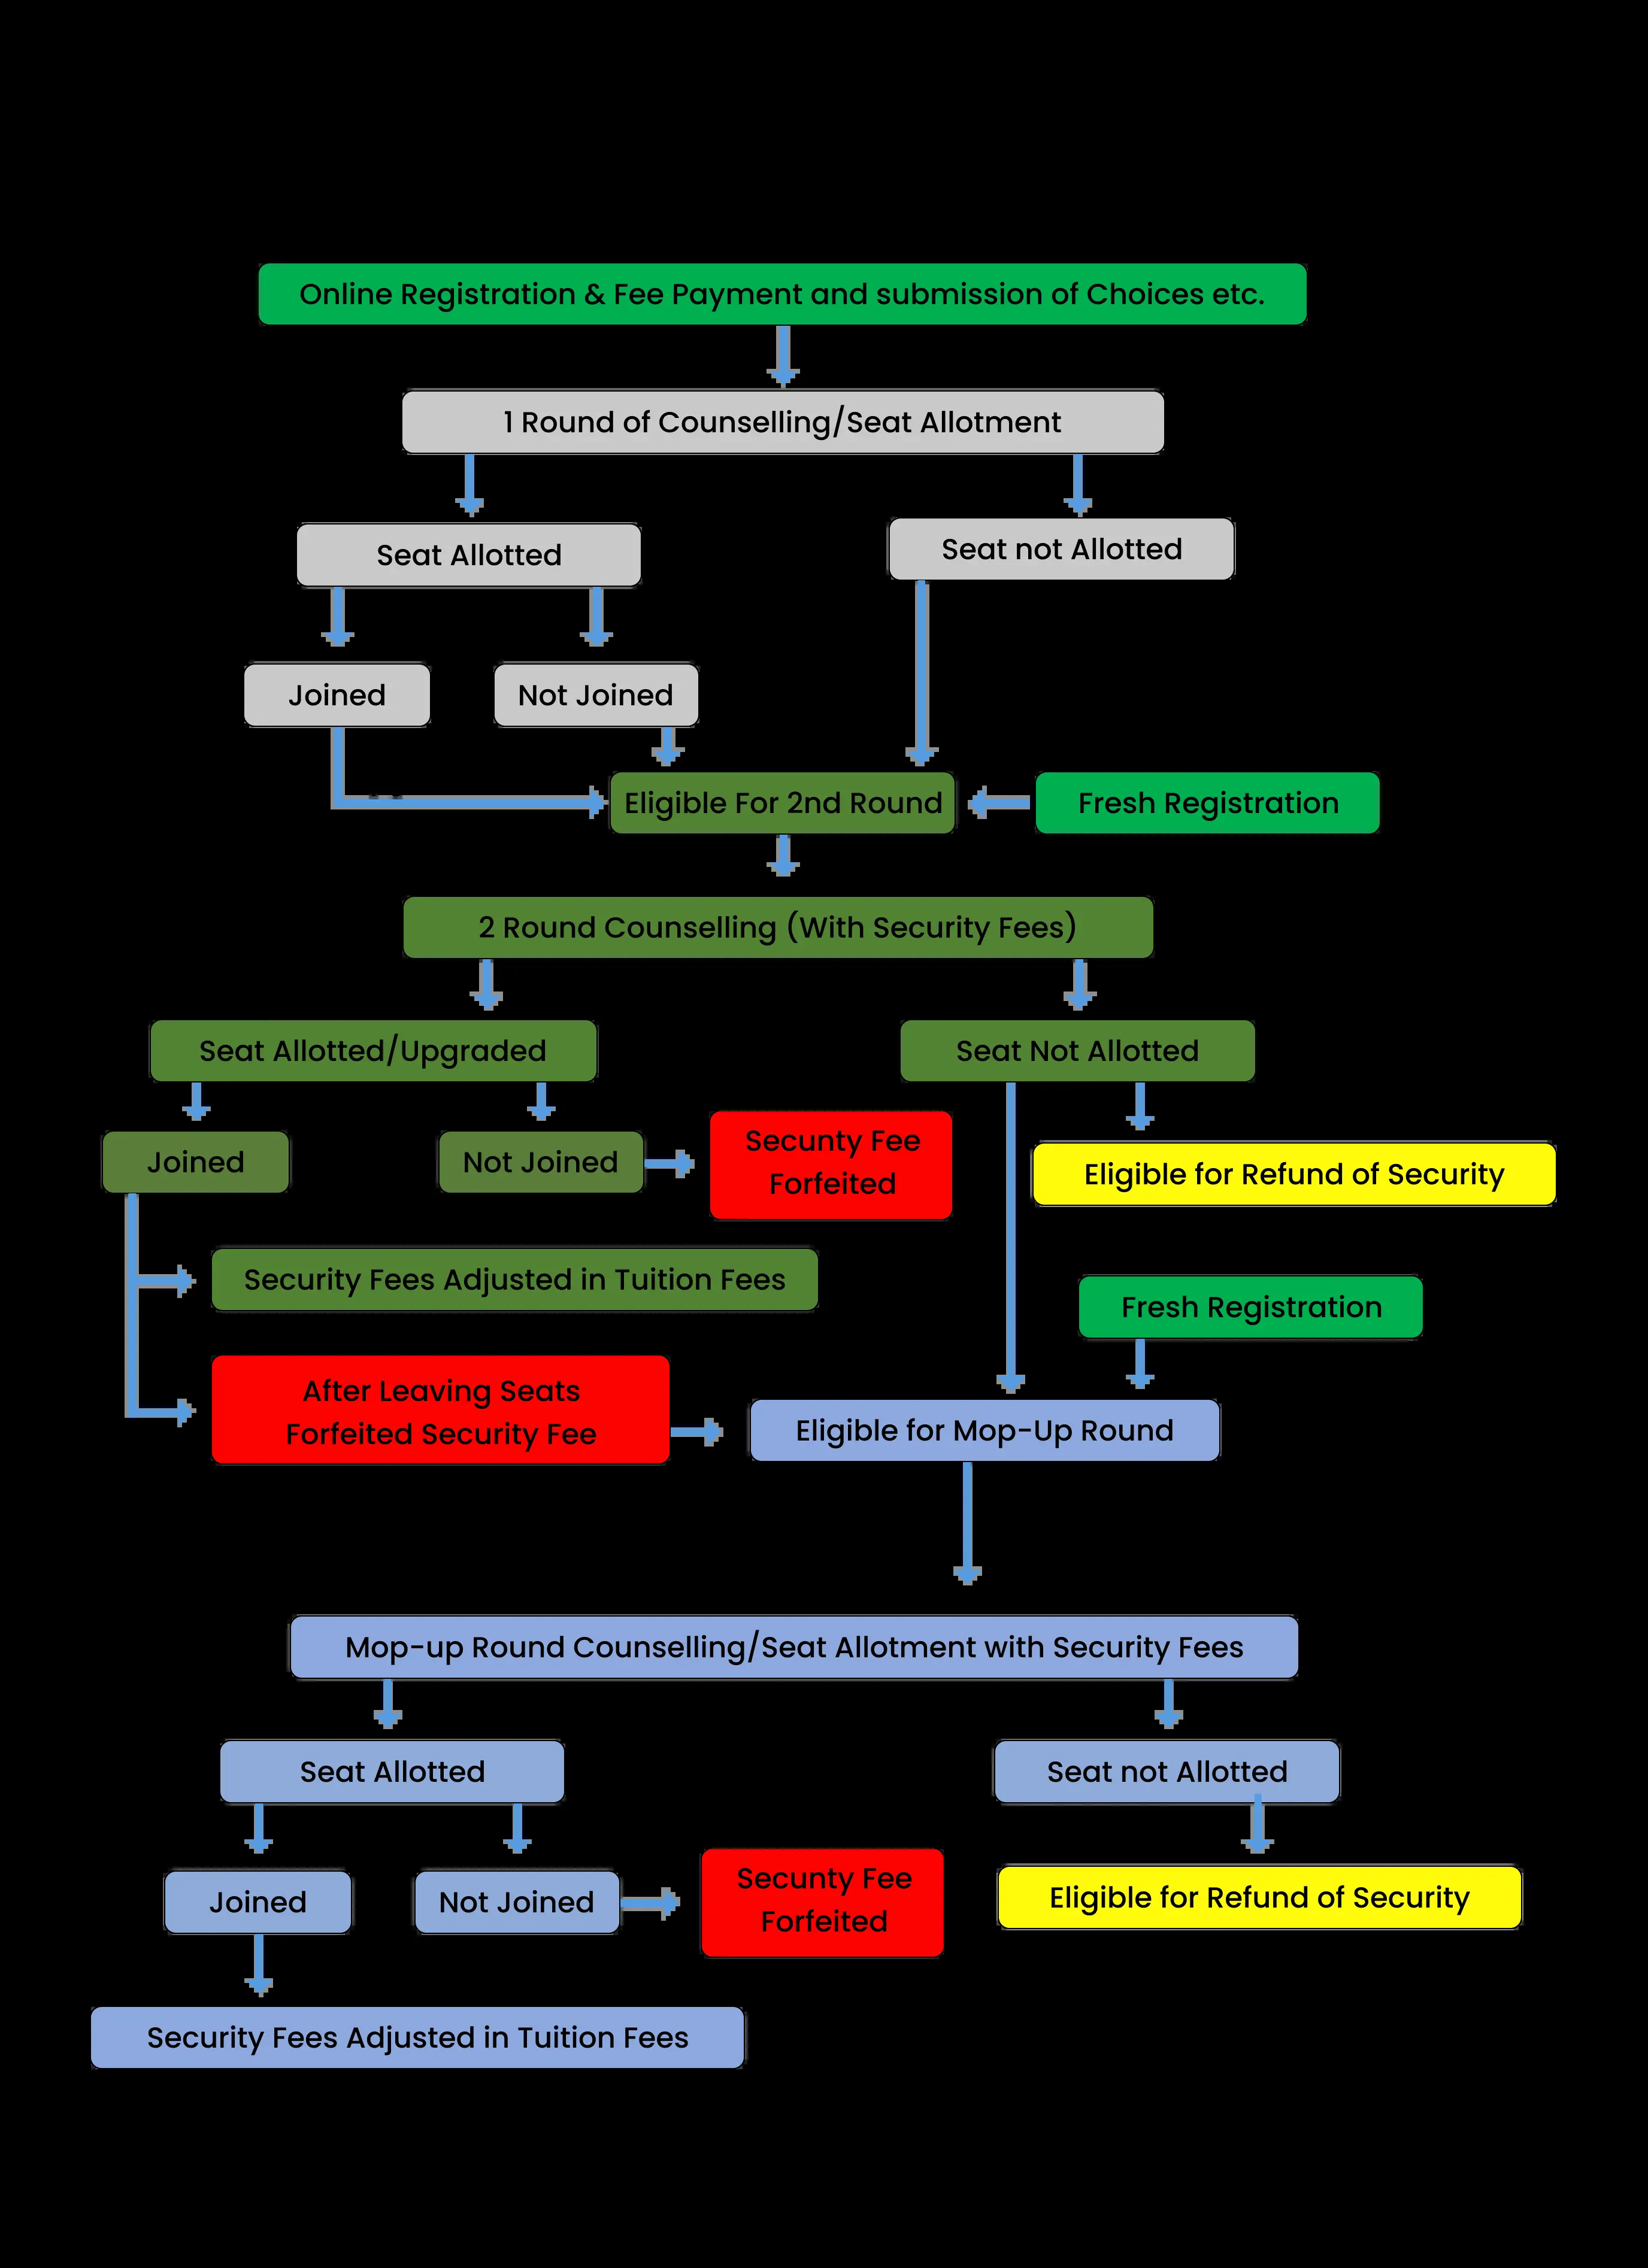 Online Registration & Fee Payment and submission of Choices etc.
1 Round of Counselling/Seat Allotment
Seat Allotted
Seat not Allotted
Joined
Not Joined
Eligible For 2nd Round
Fresh Registration
2 Round Counselling (With Security Fees)
Seat Allotted/Upgraded
Seat Not Allotted
Joined
Not Joined
Secunty Fee
Forfeited
Eligible for Refund of Security
Security Fees Adjusted in Tuition Fees
Fresh Registration
After Leaving Seats
Forfeited Security Fee
Eligible for Mop-Up Round
Mop-up Round Counselling/Seat Allotment with Security Fees
Seat Allotted
Seat not Allotted
Joined
Not Joined
Secunty Fee
Forfeited
Eligible for Refund of Security
Security Fees Adjusted in Tuition Fees